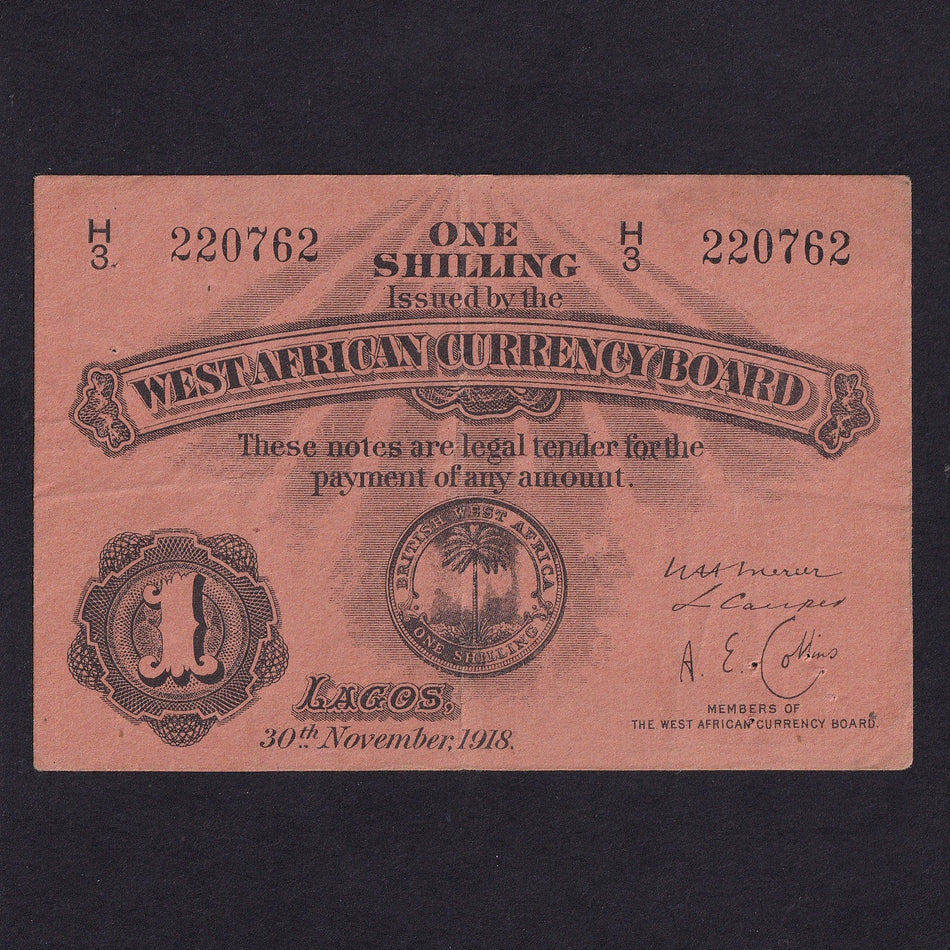 H
3
220762
ONE
SHILLING
H
3
220762
Issued by the
WEST AFRICAN CURRENCY BOARD
These notes are legal tender for the
payment of any amount.
BRITISH WEST AFRICA
ONE SHILLING
1
A. E. Collins
LAGOS,
30th November, 1918.
MEMBERS OF
THE WEST AFRICAN CURRENCY BOARD.